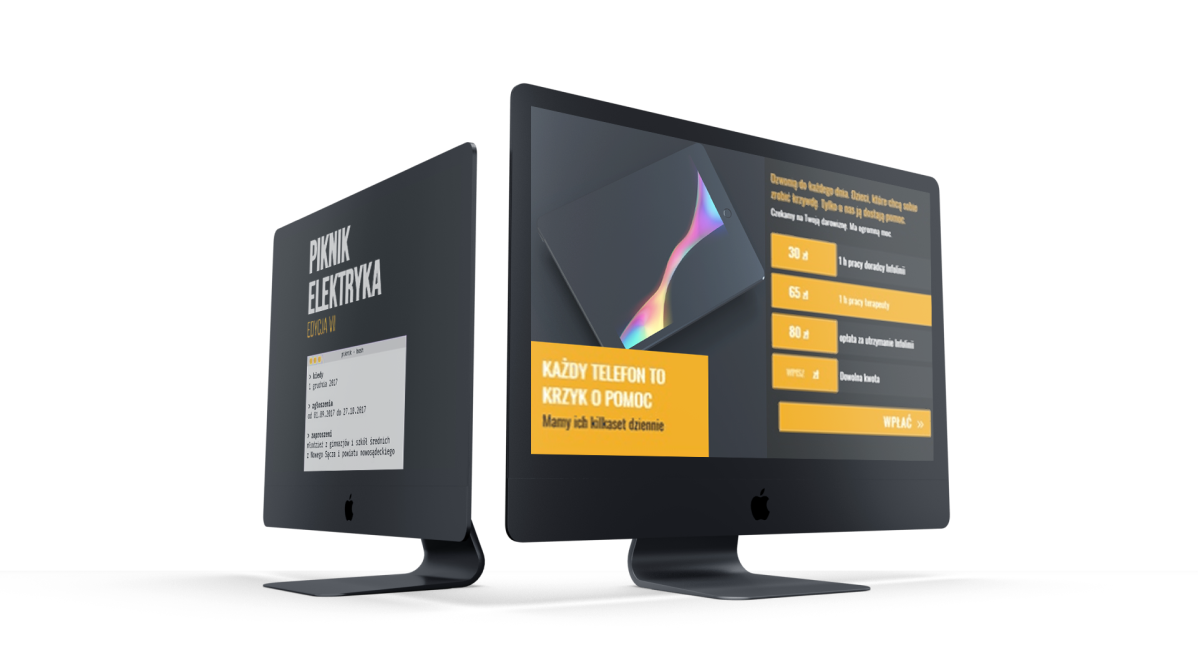 PIKNIK
ELEKTRYKA
EDYCJA VII
piknik - bash
> kiedy
1 grudnia 2017
> zgłoszenia
od 01.09.2017 do 27.10.2017
> zaproszeni
młodzież z gimnazjów i szkół średnich
z Nowego Sącza i powiatu nowosądeckiego
KAŻDY TELEFON TO
KRZYK O POMOC
Mamy ich kilkaset dziennie
Dzwonią do każdego dnia. Dzieci, które chcą sobie
zrobić krzywdę. Tylko o nas ją dostają pomoc.
Czekamy na Twoją darowiznę. Ma ogromną moc
30 zł
1 h pracy doradcy infolinii
65 zł
1 h pracy terapeuty
80 zł
opłata za utrzymanie infolinii
WPISZ zł
Dowolna kwota
WPŁAĆ »